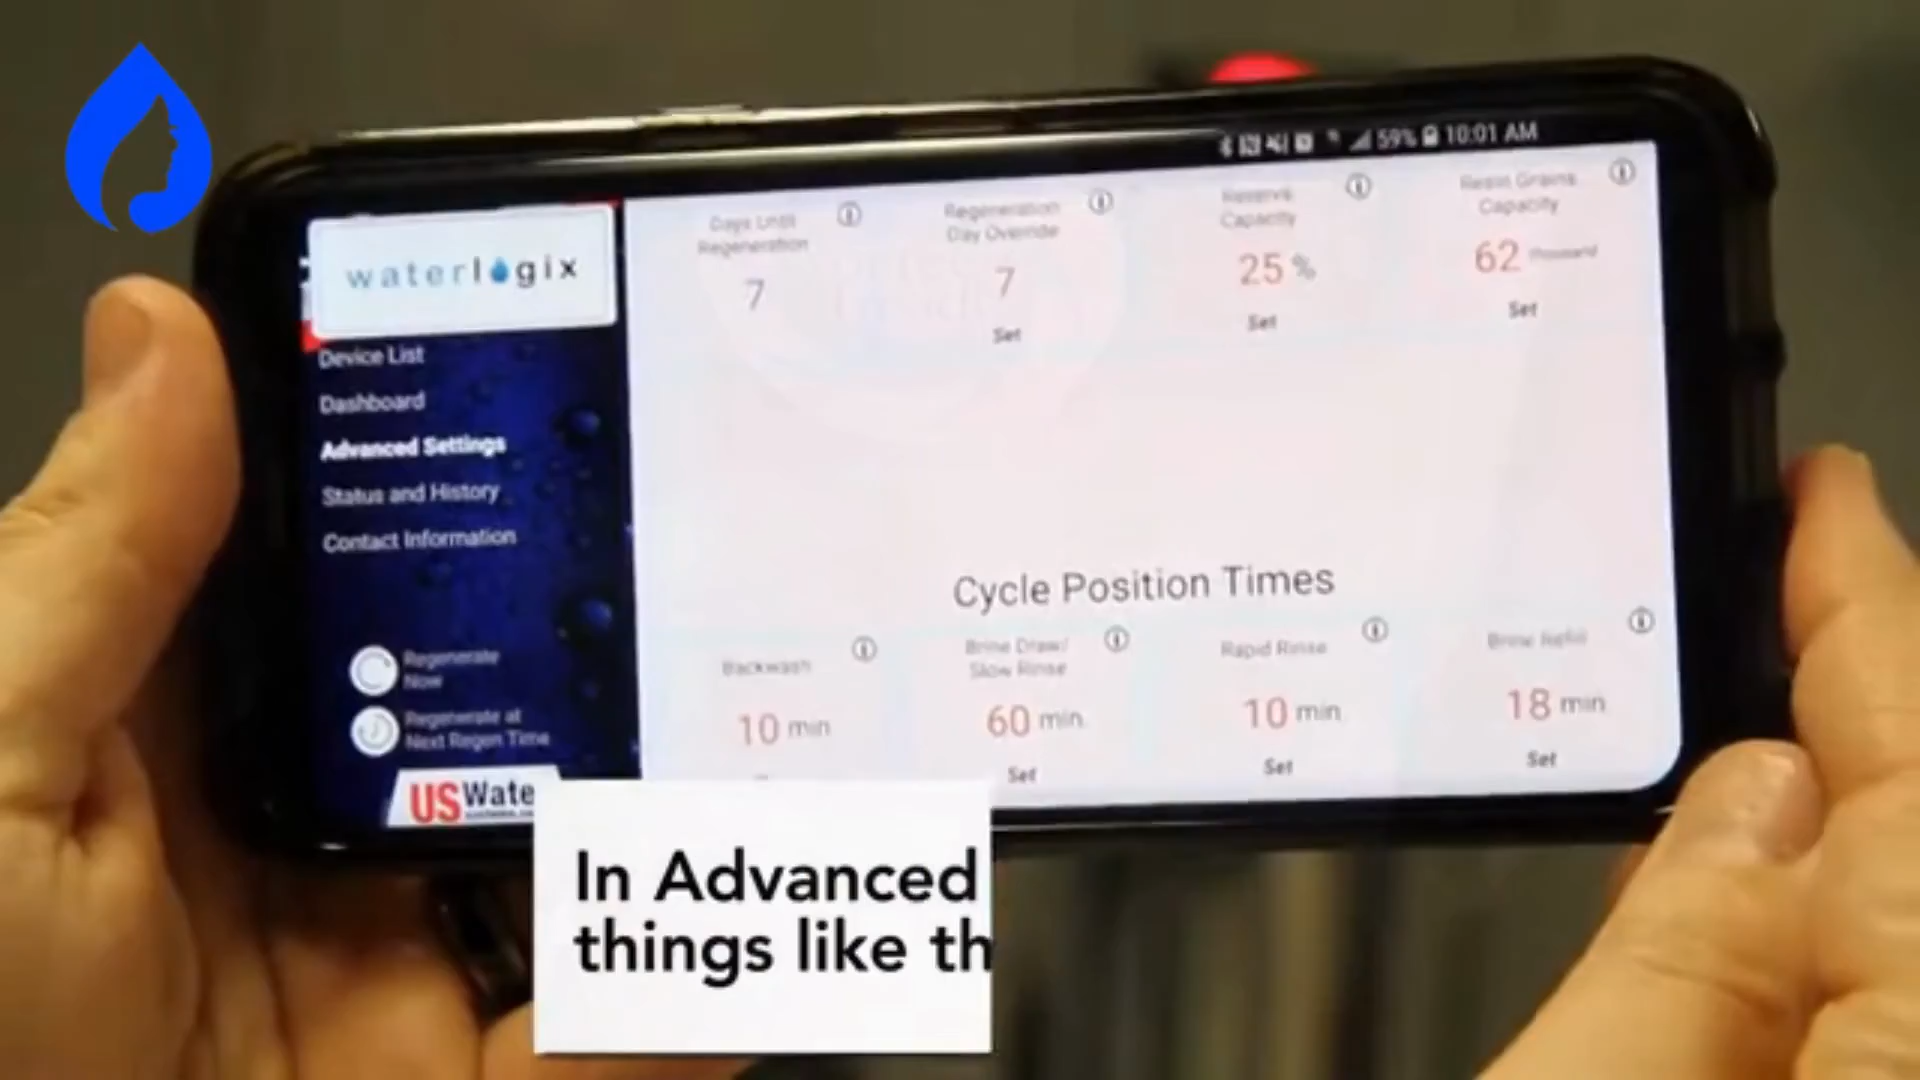 59% 10:01 AM
waterlogix
Device List
Dashboard
Advanced Settings
Status and History
Contact Information
Regenerate
Now
Regenerate at
Next Regen Time
US Wate
Days Until
Regeneration
7
Regeneration
Day Override
7
Set
Reserve
Capacity
25 %
Set
Resin Grains
Capacity
62 thousand
Set
Cycle Position Times
Backwash
10 min
Brine Draw/
Slow Rinse
60 min
Set
Rapid Rinse
10 min
Set
Brine Refill
18 min
Set
In Advanced
things like th